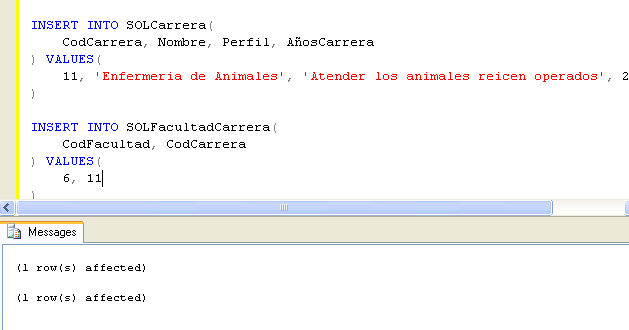 INSERT INTO SOLCarrera(
CodCarrera, Nombre, Perfil, AñosCarrera
) VALUES(
11, 'Enfermeria de Animales', 'Atender los animales reicen operados', 2
)
INSERT INTO SOLFacultadCarrera(
CodFacultad, CodCarrera
) VALUES(
6, 11
)
Messages
(1 row(s) affected)
(1 row(s) affected)